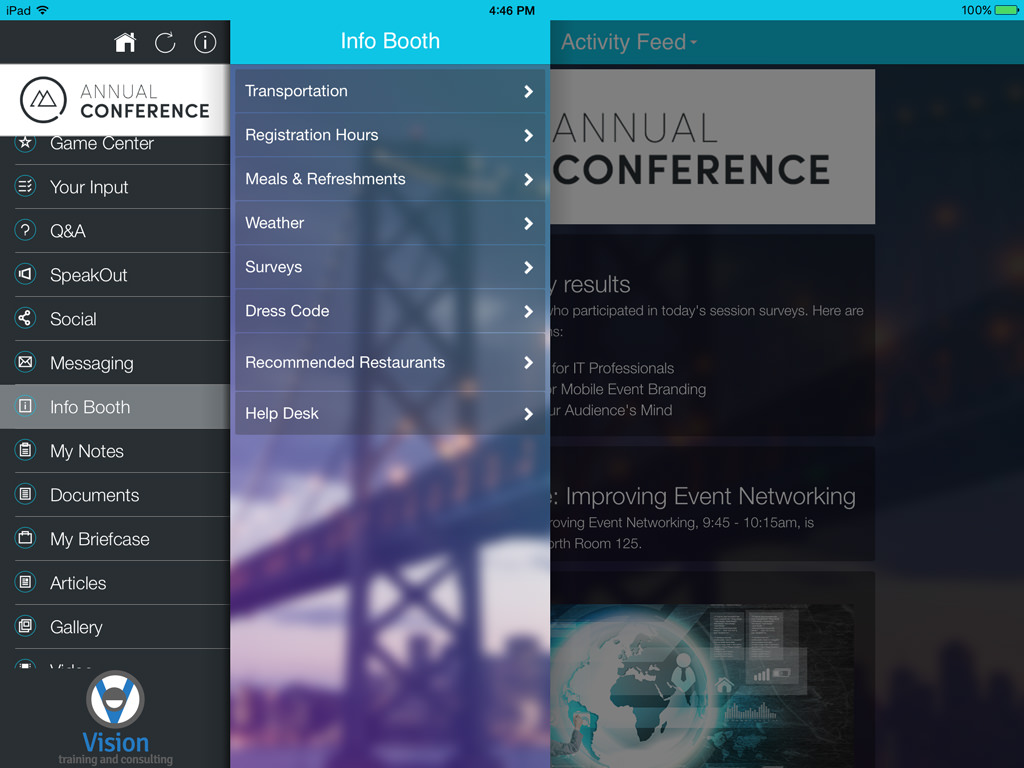 iPad
4:46 PM
100%
Info Booth
Activity Feed
ANNUAL
CONFERENCE
Game Center
Your Input
Q&A
SpeakOut
Social
Messaging
Info Booth
My Notes
Documents
My Briefcase
Articles
Gallery
Video
Vision
training and consulting
Transportation
Registration Hours
Meals & Refreshments
Weather
Surveys
Dress Code
Recommended Restaurants
Help Desk
ANNUAL
CONFERENCE
y results
who participated in today's session surveys. Here are
ns:
for IT Professionals
or Mobile Event Branding
ur Audience's Mind
e: Improving Event Networking
roving Event Networking, 9:45 - 10:15am, is
orth Room 125.